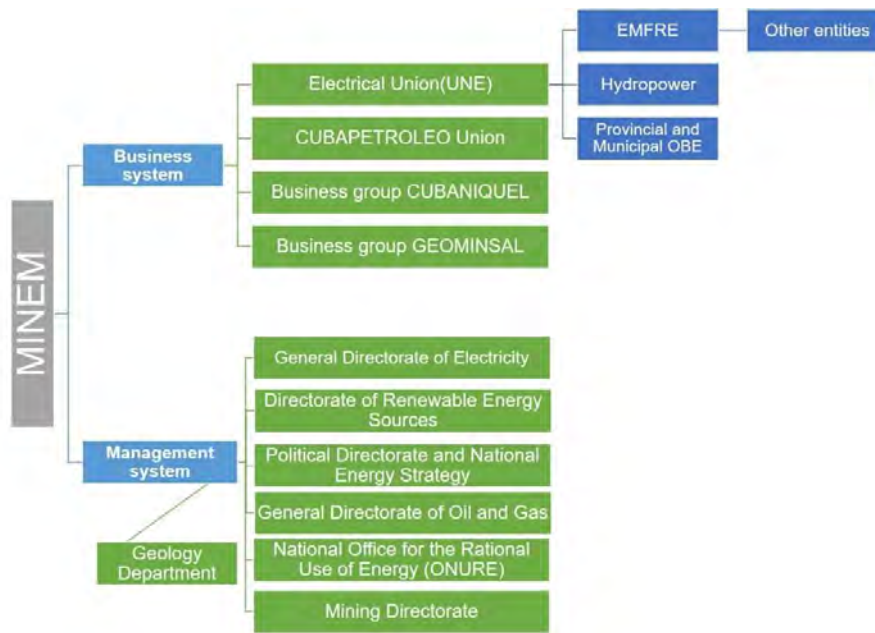 MINEM
Business
system
Electrical Union(UNE)
CUBAPETROLEO Union
Business group CUBANIQUEL
Business group GEOMINSAL
EMFRE
Other entities
Hydropower
Provincial and
Municipal OBE
Management
system
Geology
Department
General Directorate of Electricity
Directorate of Renewable Energy
Sources
Political Directorate and National
Energy Strategy
General Directorate of Oil and Gas
National Office for the Rational
Use of Energy (ONURE)
Mining Directorate